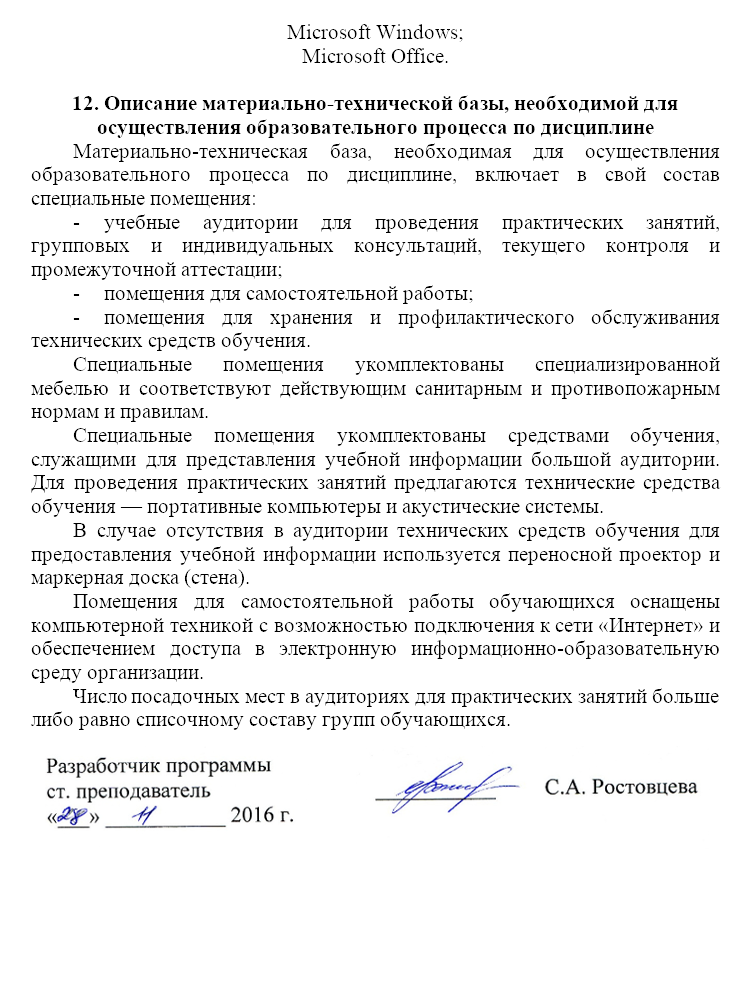 Microsoft Windows;
Microsoft Office.
12. Описание материально-технической базы, необходимой для
осуществления образовательного процесса по дисциплине
Материально-техническая база, необходимая для осуществления
образовательного процесса по дисциплине, включает в свой состав
специальные помещения:
- учебные аудитории для проведения практических занятий,
групповых и индивидуальных консультаций, текущего контроля и
промежуточной аттестации;
- помещения для самостоятельной работы;
- помещения для хранения и профилактического обслуживания
технических средств обучения.
Специальные помещения укомплектованы специализированной
мебелью и соответствуют действующим санитарным и противопожарным
нормам и правилам.
Специальные помещения укомплектованы средствами обучения,
служащими для представления учебной информации большой аудитории.
Для проведения практических занятий предлагаются технические средства
обучения — портативные компьютеры и акустические системы.
В случае отсутствия в аудитории технических средств обучения для
предоставления учебной информации используется переносной проектор и
маркерная доска (стена).
Помещения для самостоятельной работы обучающихся оснащены
компьютерной техникой с возможностью подключения к сети «Интернет» и
обеспечением доступа в электронную информационно-образовательную
среду организации.
Число посадочных мест в аудиториях для практических занятий больше
либо равно списочному составу групп обучающихся.
Разработчик программы
ст. преподаватель С.А. Ростовцева
«28» 11 2016 г.